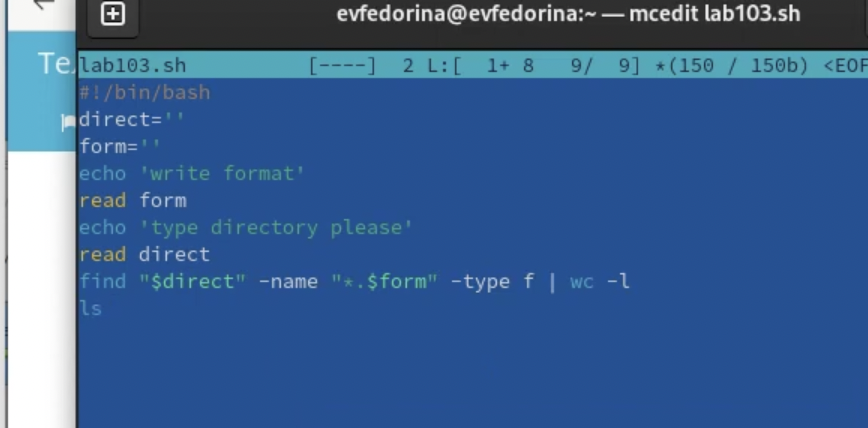 evfedorina@evfedorina:~ — mcedit lab103.sh
lab103.sh [----] 2 L:[ 1+ 8 9/ 9] *(150 / 150b) <EOF
#!/bin/bash
direct=''
form=''
echo 'write format'
read form
echo 'type directory please'
read direct
find "$direct" -name "*.$form" -type f | wc -l
ls